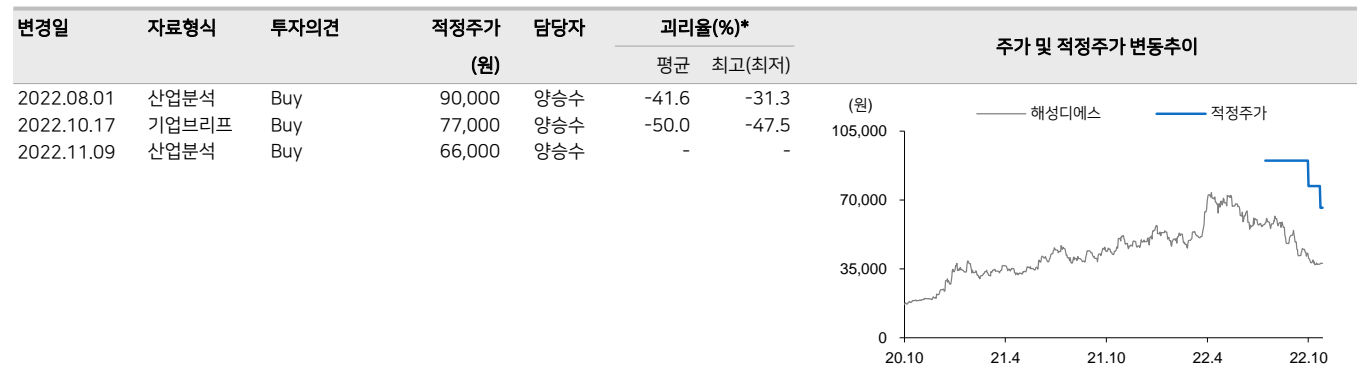 변경일 자료형식 투자의견 적정주가 담당자 괴리율(%)* 주가 및 적정주가 변동추이
(원) 평균 최고(최저)
2022.08.01 산업분석 Buy 90,000 양승수 -41.6 -31.3
2022.10.17 기업브리프 Buy 77,000 양승수 -50.0 -47.5
2022.11.09 산업분석 Buy 66,000 양승수 - -
(원) 해성디에스 적정주가
105,000
70,000
35,000
0
20.10 21.4 21.10 22.4 22.10